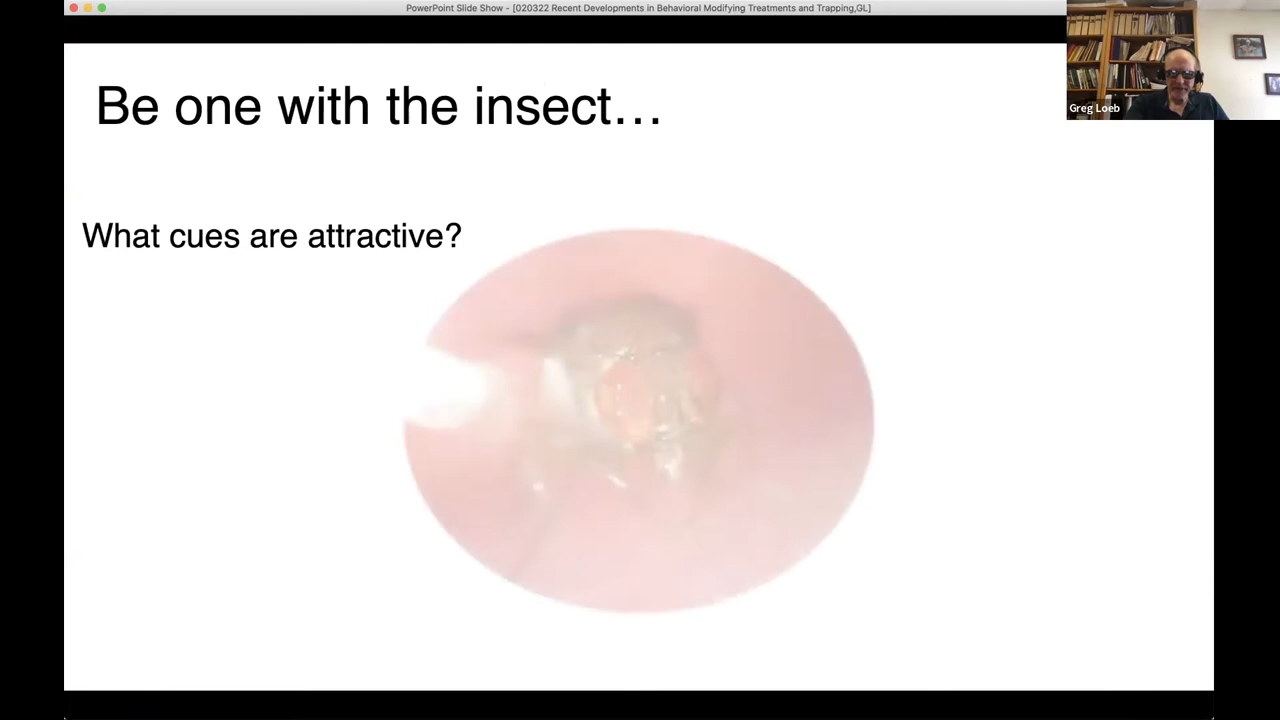 PowerPoint Slide Show - [020322 Recent Developments in Behavioral Modifying Treatments and Trapping,GL]
Greg Loeb
Be one with the insect…
What cues are attractive?